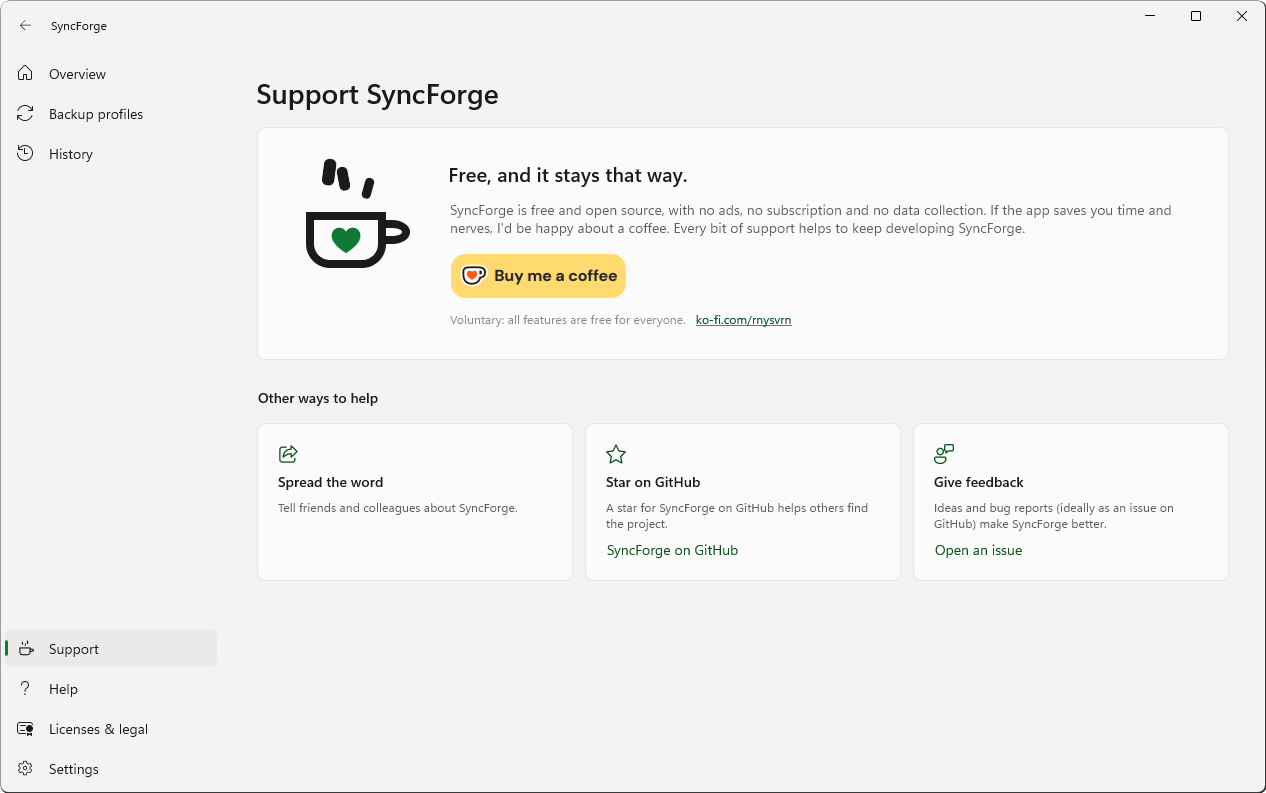 SyncForge
Overview
Backup profiles
History
Support SyncForge
Free, and it stays that way.
SyncForge is free and open source, with no ads, no subscription and no data collection. If the app saves you time and
nerves, I'd be happy about a coffee. Every bit of support helps to keep developing SyncForge.
Buy me a coffee
Voluntary: all features are free for everyone. ko-fi.com/rnysvrn
Other ways to help
Spread the word
Tell friends and colleagues about SyncForge.
Star on GitHub
A star for SyncForge on GitHub helps others find
the project.
SyncForge on GitHub
Give feedback
Ideas and bug reports (ideally as an issue on
GitHub) make SyncForge better.
Open an issue
Support
Help
Licenses & legal
Settings